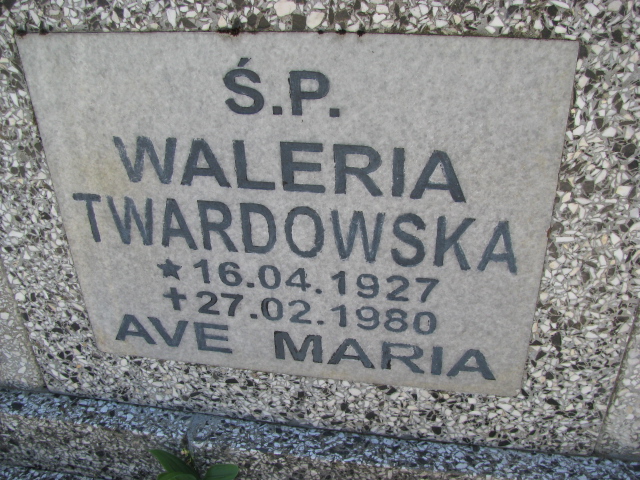 Ś.P.
WALERIA
TWARDOWSKA
★16.04.1927
+27.02.1980
AVE MARIA